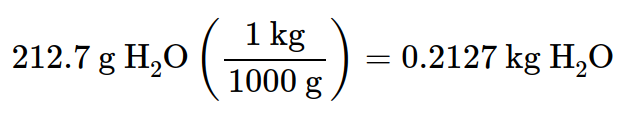 212.7 g H₂O (1 kg / 1000 g) = 0.2127 kg H₂O